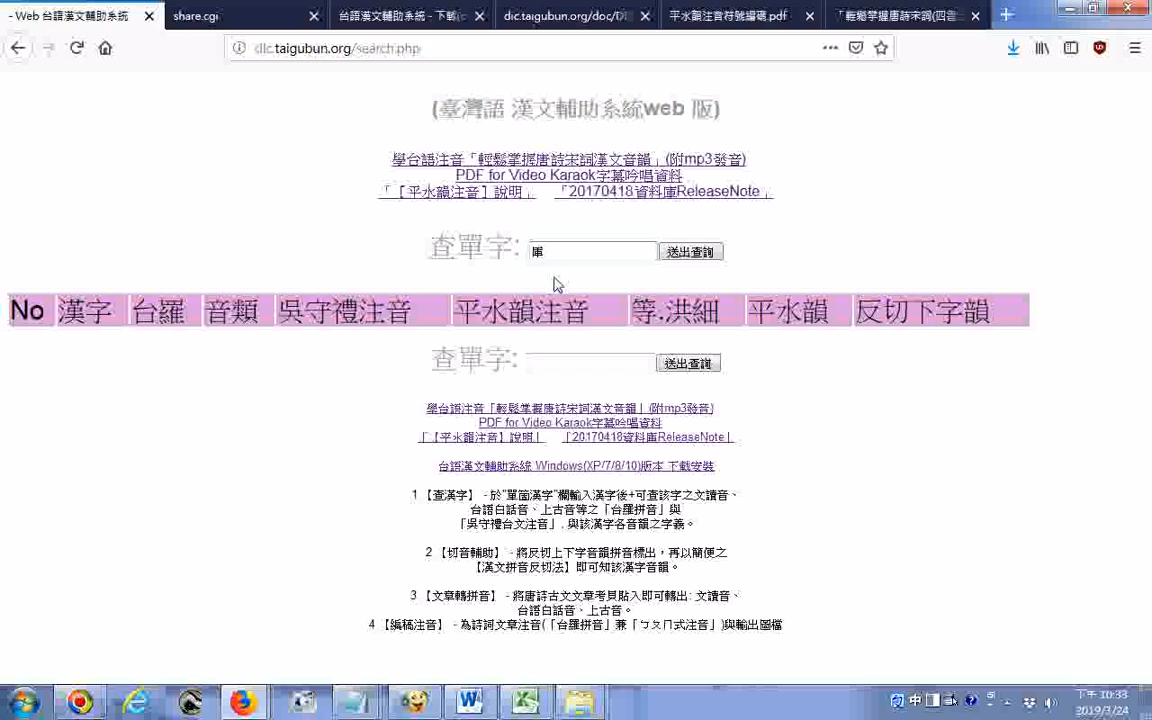 - Web 台語漢文輔助系統
share.cgi
台語漢文輔助系統 - 下載(
dic.taigubun.org/doc/DI
平水韻注音符號編碼.pdf
「輕鬆掌握唐詩宋詞(四言
dic.taigubun.org/search.php
(臺灣語 漢文輔助系統web 版)
學台語注音「輕鬆掌握唐詩宋詞漢文音韻」(附mp3發音)
PDF for Video Karaok字幕吟唱資料
「【平水韻注音】說明」 「20170418資料庫ReleaseNote」
查單字: 送出查詢
No 漢字 台羅 音類 吳守禮注音 平水韻注音 等.洪細 平水韻 反切下字韻
查單字: 送出查詢
學台語注音「輕鬆掌握唐詩宋詞漢文音韻」(附mp3發音)
PDF for Video Karaok字幕吟唱資料
「【平水韻注音】說明」 「20170418資料庫ReleaseNote」
台語漢文輔助系統 Windows(XP/7/8/10)版本 下載安裝
1 【查漢字】 - 於"單箇漢字"欄輸入漢字後+可查該字之文讀音、
台語白話音、上古音等之「台羅拼音」與
「吳守禮台文注音」, 與該漢字各音韻之字義。
2 【切音輔助】 - 將反切上下字音韻拼音標出，再以簡便之
【漢文拼音反切法】即可知該漢字音韻。
3 【文章轉拼音】 - 將唐詩古文文章考貝貼入即可轉出: 文讀音、
台語白話音、上古音。
4 【編稿注音】 - 為詩詞文章注音(「台羅拼音」兼「ㄅㄆㄇ式注音」)與輸出圖檔
中
下午 10:33
2019/3/24